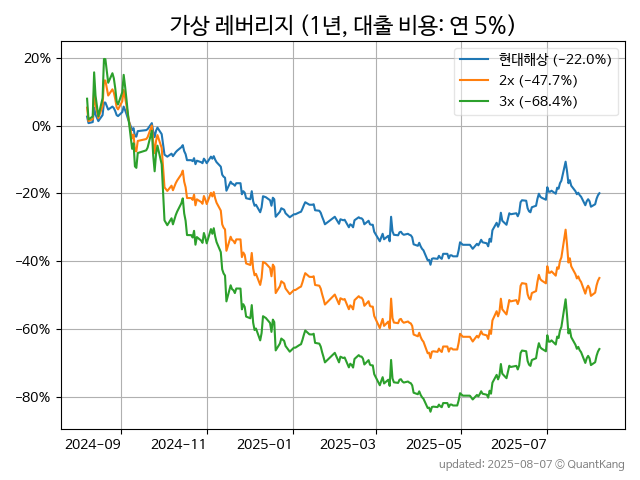 가상 레버리지 (1년, 대출 비용: 연 5%)
현대해상 (−22.0%)
2x (−47.7%)
3x (−68.4%)
20%
0%
−20%
−40%
−60%
−80%
2024-09 2024-11 2025-01 2025-03 2025-05 2025-07
updated: 2025-08-07 © QuantKang